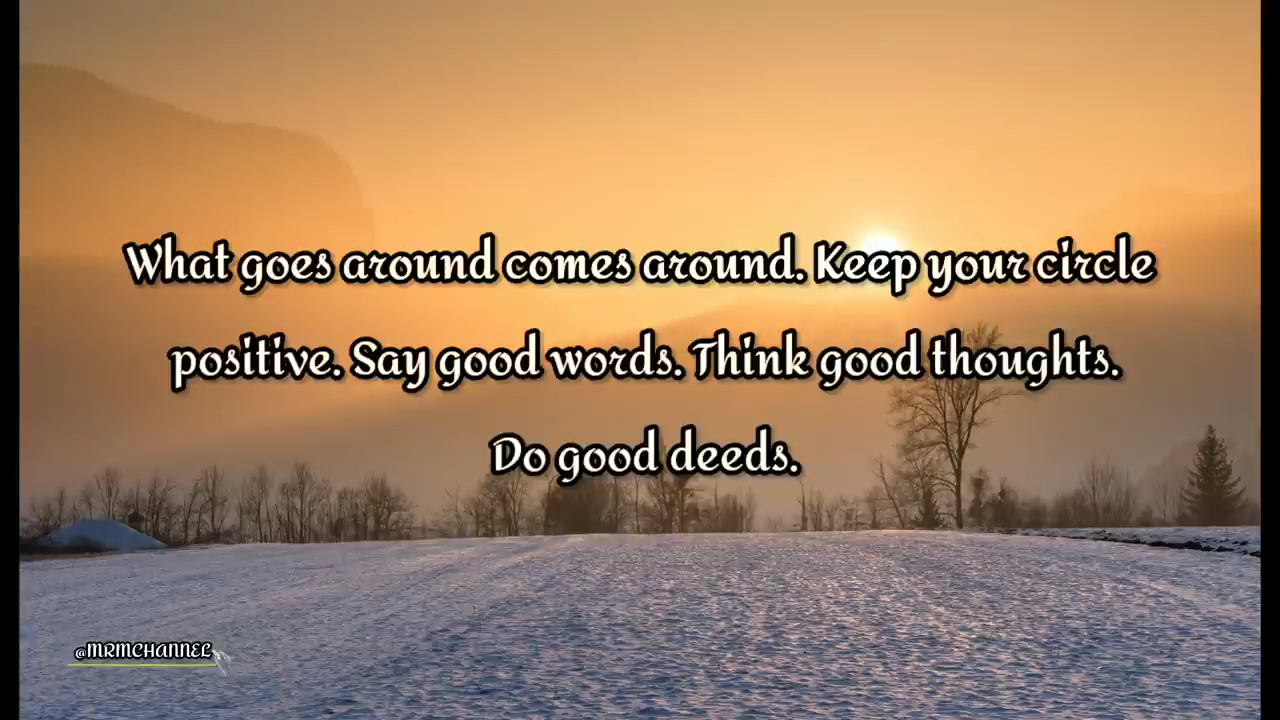 What goes around comes around. Keep your circle
positive. Say good words. Think good thoughts.
Do good deeds.
@MRMCHANNEL